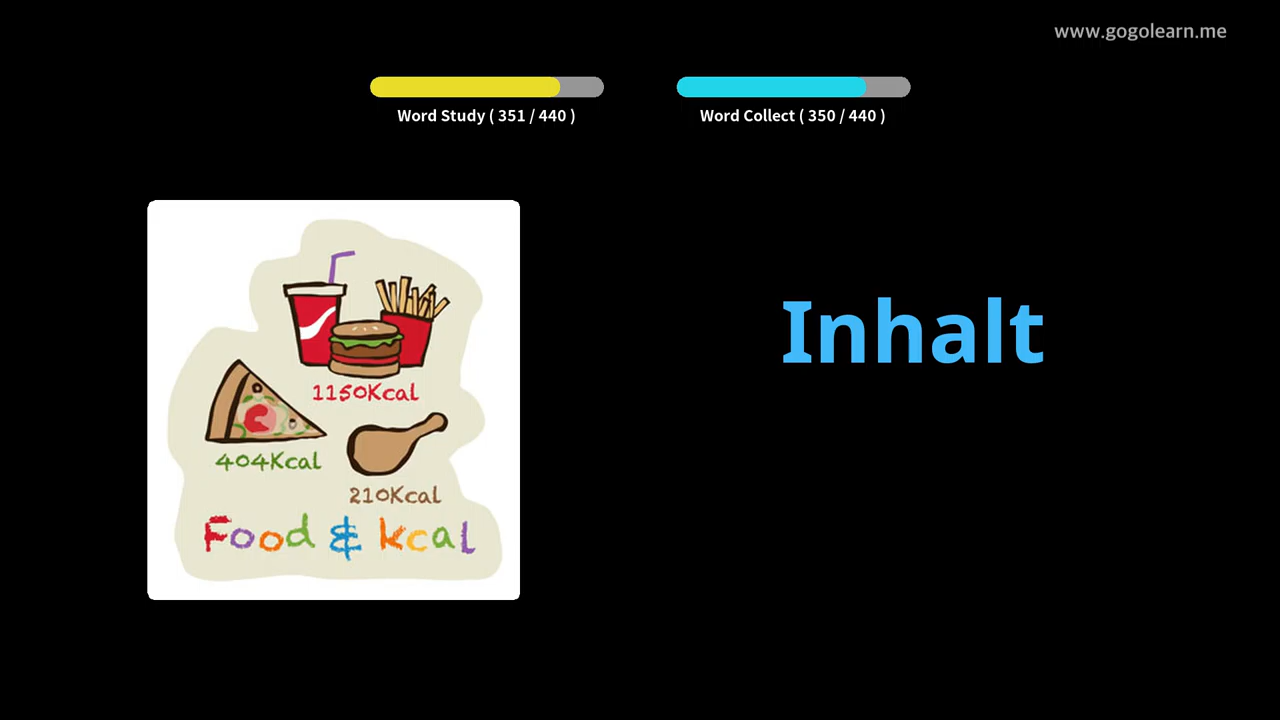 www.gogolearn.me
Word Study ( 351 / 440 )
Word Collect ( 350 / 440 )
Inhalt
1150Kcal
404Kcal
210Kcal
Food & kcal